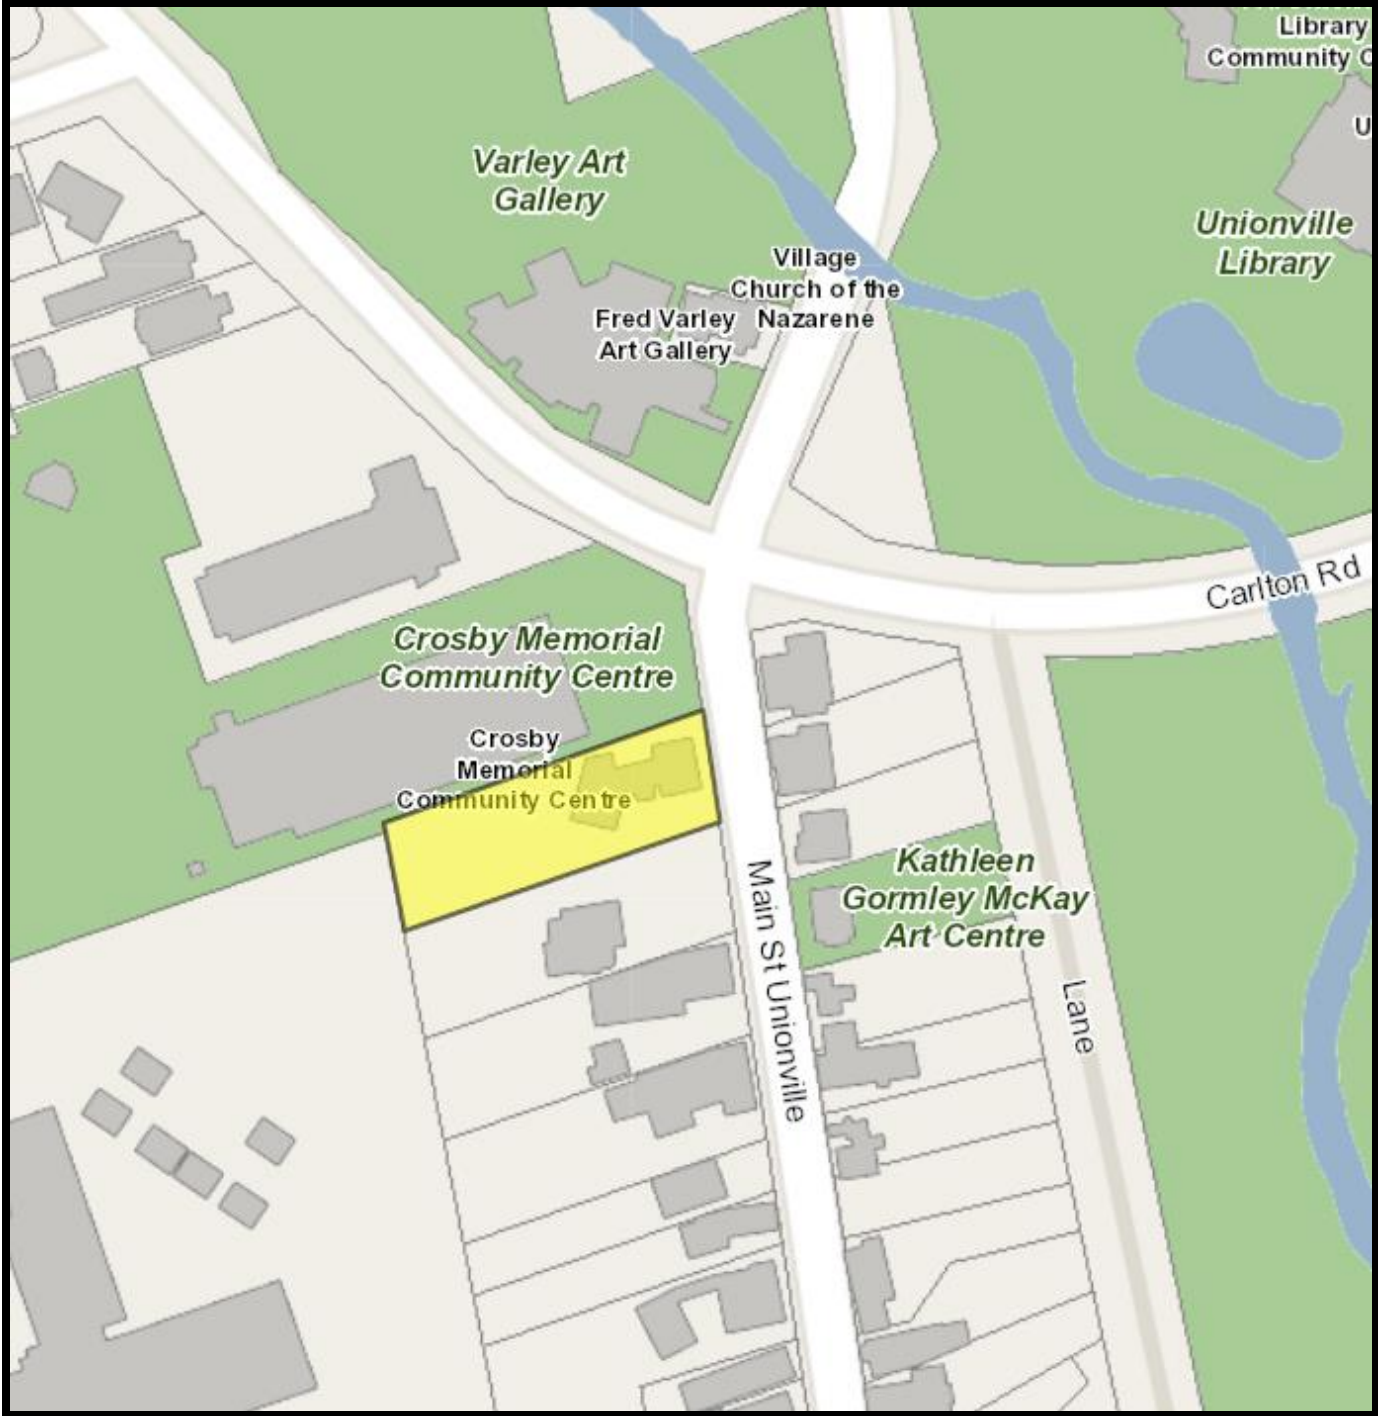 Library
Community C
U
Varley Art
Gallery
Unionville
Library
Village
Church of the
Nazarene
Fred Varley
Art Gallery
Carlton Rd
Crosby Memorial
Community Centre
Crosby
Memorial
Community Centre
Kathleen
Gormley McKay
Art Centre
Main St Unionville
Lane